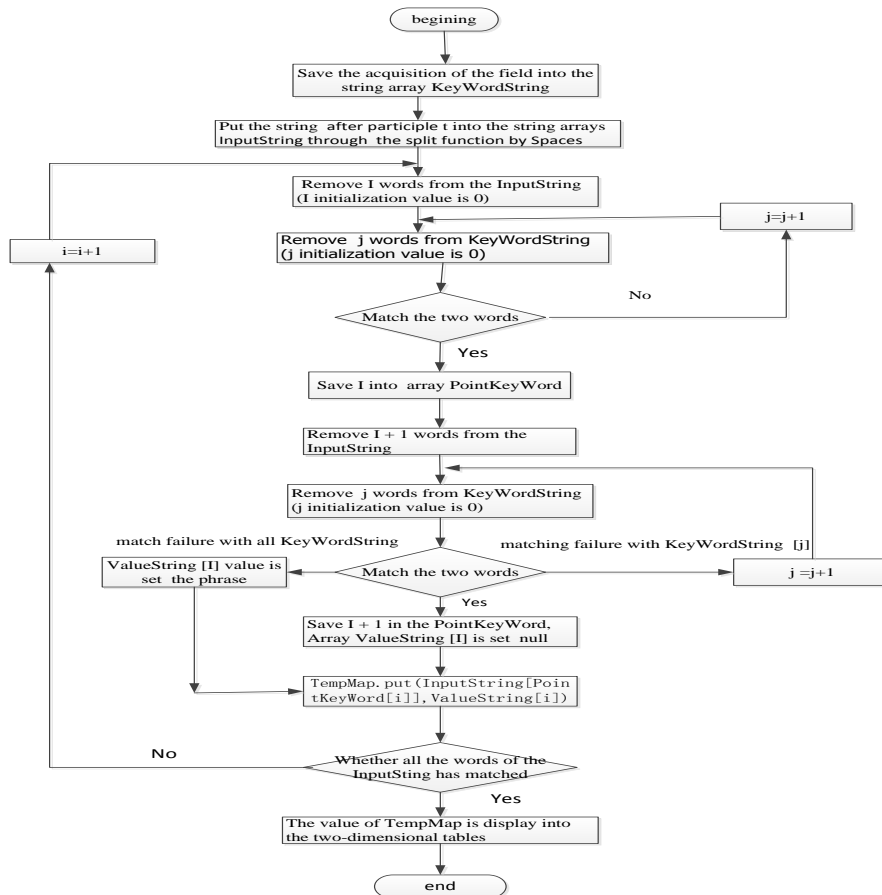 begining
Save the acquisition of the field into the
string array KeyWordString
Put the string after participle t into the string arrays
InputString through the split function by Spaces
Remove I words from the InputString
(I initialization value is 0)
j=j+1
Remove j words from KeyWordString
(j initialization value is 0)
i=i+1
No
Match the two words
Yes
Save I into array PointKeyWord
Remove I + 1 words from the
InputString
Remove j words from KeyWordString
(j initialization value is 0)
match failure with all KeyWordString
matching failure with KeyWordString [j]
ValueString [I] value is
set the phrase
Match the two words
j =j+1
Yes
Save I + 1 in the PointKeyWord,
Array ValueString [I] is set null
TempMap.put(InputString[Poi
ntKeyWord[i]],ValueString[i])
No
Whether all the words of the
InputSting has matched
Yes
The value of TempMap is display into
the two-dimensional tables
end